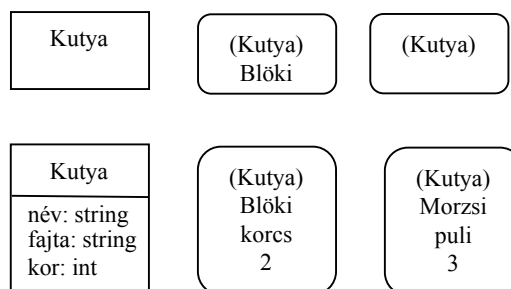 Kutya
(Kutya)
Blöki
(Kutya)
Kutya
név: string
fajta: string
kor: int
(Kutya)
Blöki
korcs
2
(Kutya)
Morzsi
puli
3